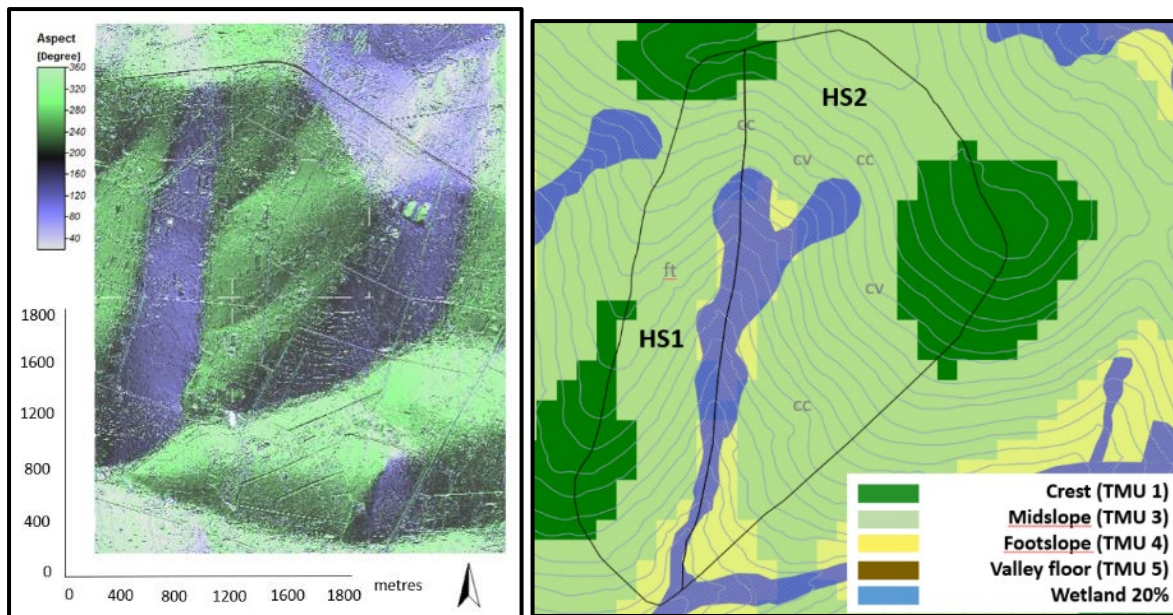 Aspect
[Degree]
360
320
280
240
200
160
120
80
40
1800
1600
1200
800
400
0
0 400 800 1200 1600 1800 metres
HS2
cc
cv
cc
ft
cv
HS1
cc
Crest (TMU 1)
Midslope (TMU 3)
Footslope (TMU 4)
Valley floor (TMU 5)
Wetland 20%